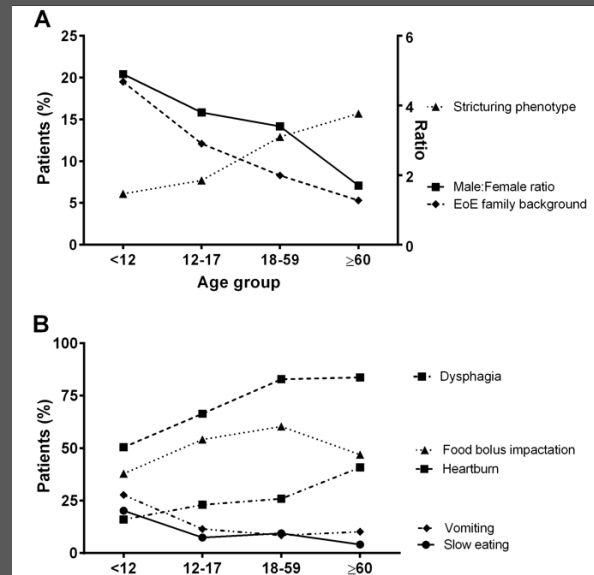 A
25
20
15
10
5
0
Patients (%)
6
4
2
0
Ratio
<12 12-17 18-59 ≥60
Age group
Stricturing phenotype
Male:Female ratio
EoE family background
B
100
75
50
25
0
Patients (%)
<12 12-17 18-59 ≥60
Dysphagia
Food bolus impactation
Heartburn
Vomiting
Slow eating